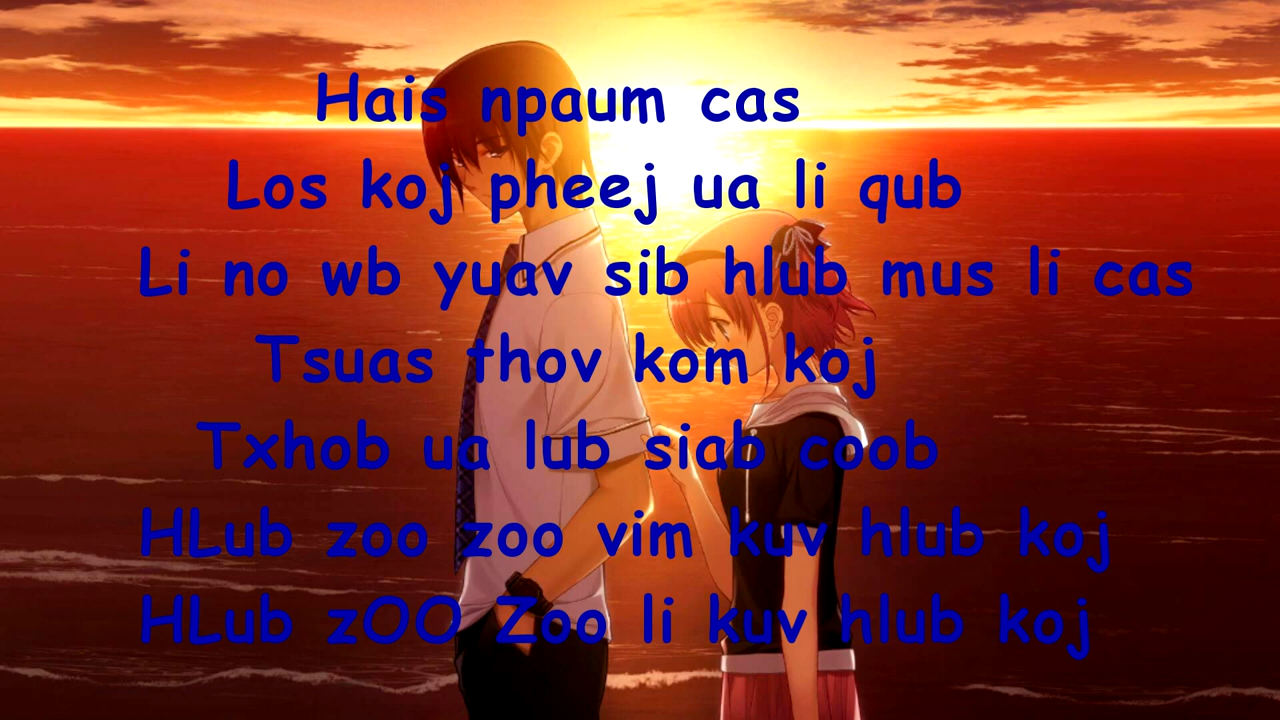 Hais npaum cas
Los koj pheej ua li qub
Li no wb yuav sib hlub mus li cas
Tsuas thov kom koj
Txhob ua lub siab coob
HLub zoo zoo vim kuv hlub koj
HLub zOO Zoo li kuv hlub koj